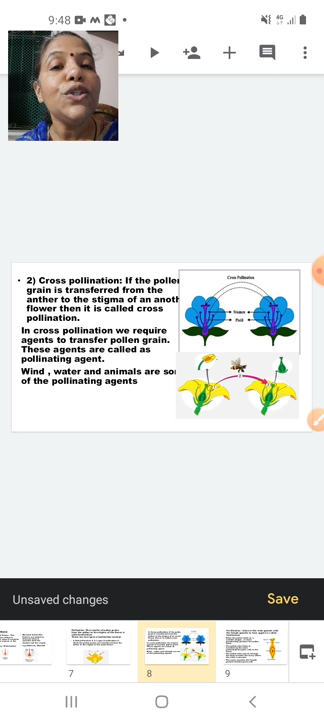 9:48
4G
• 2) Cross pollination: If the pollen
grain is transferred from the
anther to the stigma of an anoth
flower then it is called cross
pollination.
In cross pollination we require
agents to transfer pollen grain.
These agents are called as
pollinating agent.
Wind , water and animals are so
of the pollinating agents
Cross Pollination
Stamen
Pistil
Unsaved changes
Save
7
8
9